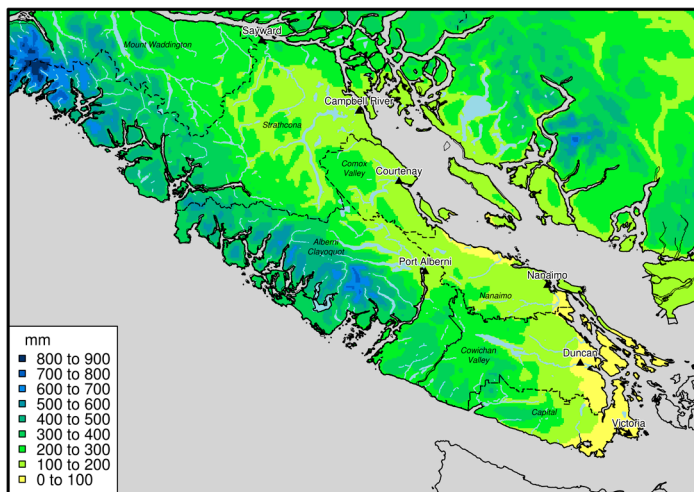 Sayward
Mount Waddington
Campbell River
Strathcona
Comox
Valley
Courtenay
Alberni
Clayoquot
Port Alberni
Nanaimo
Nanaimo
Cowichan
Valley
Duncan
Capital
Victoria
mm
800 to 900
700 to 800
600 to 700
500 to 600
400 to 500
300 to 400
200 to 300
100 to 200
0 to 100